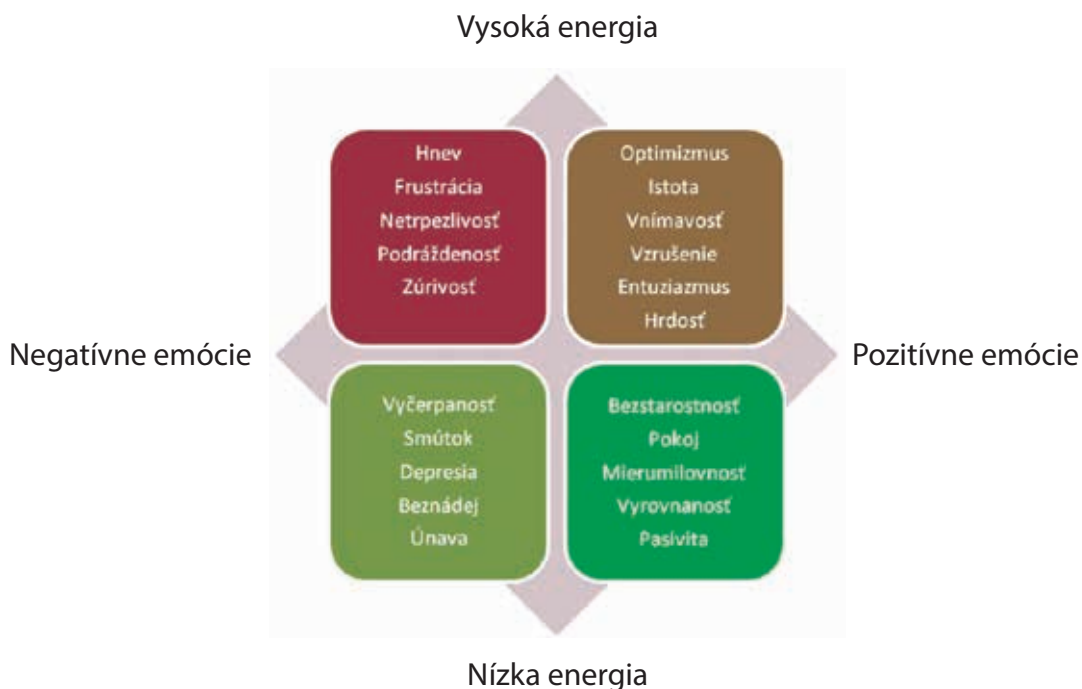 Vysoká energia
Hnev
Frustrácia
Netrpezlivosť
Podráždenosť
Zúrivosť
Optimizmus
Istota
Vnímavosť
Vzrušenie
Entuziazmus
Hrdosť
Negatívne emócie
Pozitívne emócie
Vyčerpanosť
Smútok
Depresia
Beznádej
Únava
Bezstarostnosť
Pokoj
Mierumilovnosť
Vyrovnanosť
Pasivita
Nízka energia